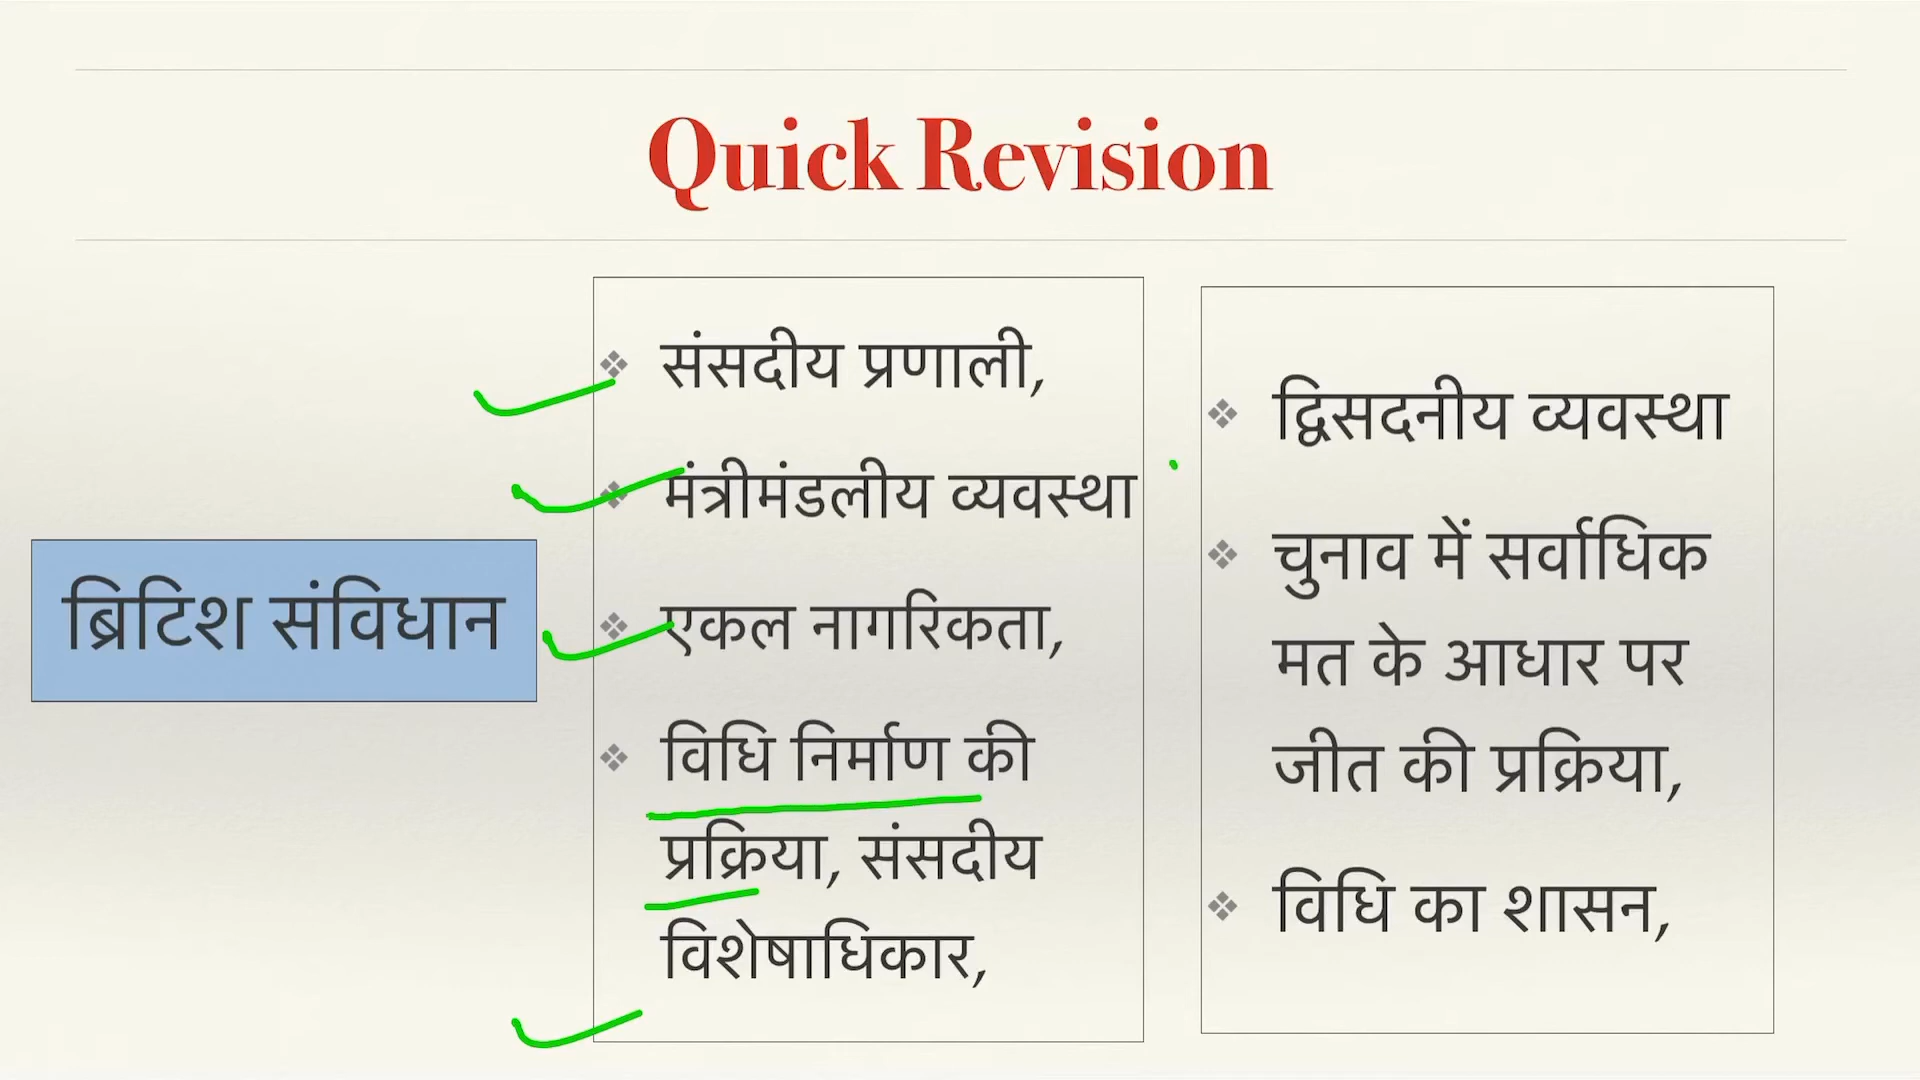 Quick Revision
ब्रिटिश संविधान
संसदीय प्रणाली,
मंत्रीमंडलीय व्यवस्था
एकल नागरिकता,
विधि निर्माण की
प्रक्रिया, संसदीय
विशेषाधिकार,
द्विसदनीय व्यवस्था
चुनाव में सर्वाधिक
मत के आधार पर
जीत की प्रक्रिया,
विधि का शासन,